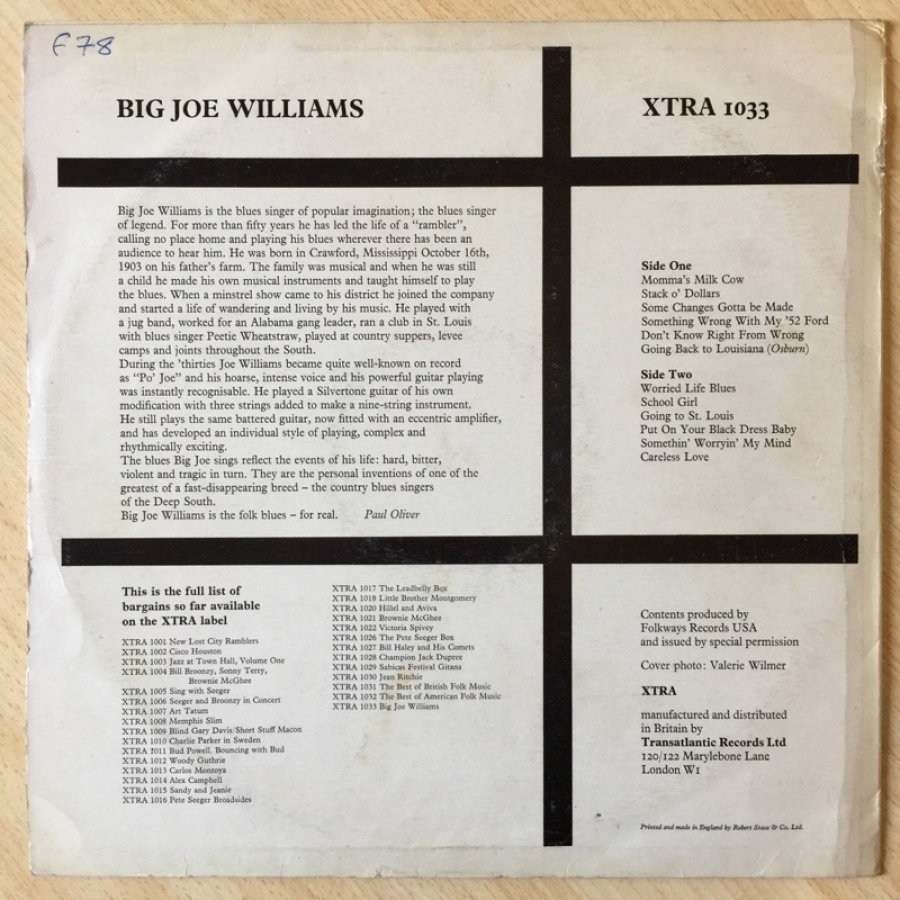 F78
BIG JOE WILLIAMS
XTRA 1033
Big Joe Williams is the blues singer of popular imagination; the blues singer
of legend. For more than fifty years he has led the life of a “rambler”,
calling no place home and playing his blues wherever there has been an
audience to hear him. He was born in Crawford, Mississippi October 16th,
1903 on his father’s farm. The family was musical and when he was still
a child he made his own musical instruments and taught himself to play
the blues. When a minstrel show came to his district he joined the company
and started a life of wandering and living by his music. He played with
a jug band, worked for an Alabama gang leader, ran a club in St. Louis
with blues singer Peetie Wheatstraw, played at country suppers, levee
camps and joints throughout the South.
During the ’thirties Joe Williams became quite well-known on record
as “Po’ Joe” and his hoarse, intense voice and his powerful guitar playing
was instantly recognisable. He played a Silvertone guitar of his own
modification with three strings added to make a nine-string instrument.
He still plays the same battered guitar, now fitted with an eccentric amplifier,
and has developed an individual style of playing, complex and
rhythmically exciting.
The blues Big Joe sings reflect the events of his life: hard, bitter,
violent and tragic in turn. They are the personal inventions of one of the
greatest of a fast-disappearing breed – the country blues singers
of the Deep South.
Big Joe Williams is the folk blues – for real. Paul Oliver
Side One
Momma’s Milk Cow
Stack o’ Dollars
Some Changes Gotta be Made
Something Wrong With My ’52 Ford
Don’t Know Right From Wrong
Going Back to Louisiana (Osburn)
Side Two
Worried Life Blues
School Girl
Going to St. Louis
Put On Your Black Dress Baby
Somethin’ Worryin’ My Mind
Careless Love
This is the full list of
bargains so far available
on the XTRA label
XTRA 1001 New Lost City Ramblers
XTRA 1002 Cisco Houston
XTRA 1003 Jazz at Town Hall, Volume One
XTRA 1004 Bill Broonzy, Sonny Terry,
Brownie McGhee
XTRA 1005 Sing with Seeger
XTRA 1006 Seeger and Broonzy in Concert
XTRA 1007 Art Tatum
XTRA 1008 Memphis Slim
XTRA 1009 Blind Gary Davis/Short Stuff Macon
XTRA 1010 Charlie Parker in Sweden
XTRA 1011 Bud Powell. Bouncing with Bud
XTRA 1012 Woody Guthrie
XTRA 1013 Carlos Montoya
XTRA 1014 Alex Campbell
XTRA 1015 Sandy and Jeanie
XTRA 1016 Pete Seeger Broadsides
XTRA 1017 The Leadbelly Box
XTRA 1018 Little Brother Montgomery
XTRA 1020 Hillel and Aviva
XTRA 1021 Brownie McGhee
XTRA 1022 Victoria Spivey
XTRA 1026 The Pete Seeger Box
XTRA 1027 Bill Haley and His Comets
XTRA 1028 Champion Jack Dupree
XTRA 1029 Sabicas Festival Gitana
XTRA 1030 Jean Ritchie
XTRA 1031 The Best of British Folk Music
XTRA 1032 The Best of American Folk Music
XTRA 1033 Big Joe Williams
Contents produced by
Folkways Records USA
and issued by special permission
Cover photo: Valerie Wilmer
XTRA
manufactured and distributed
in Britain by
Transatlantic Records Ltd
120/122 Marylebone Lane
London W1
Printed and made in England by Robert Stace & Co. Ltd.